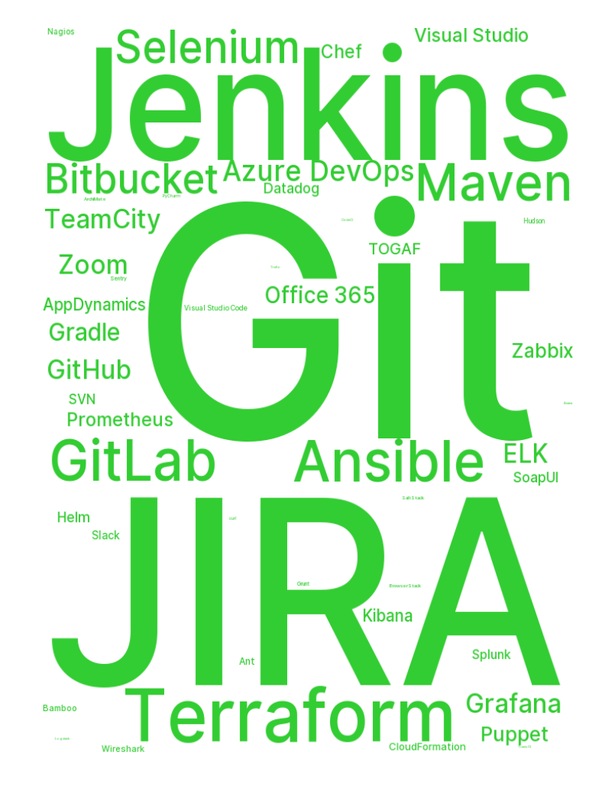 Nagios
Selenium
Chef
Visual Studio
Jenkins
Bitbucket
Azure DevOps
Maven
Datadog
TeamCity
Git
Hudson
TOGAF
Zoom
Sentry
Office 365
AppDynamics
Visual Studio Code
Gradle
Zabbix
GitHub
SVN
Prometheus
GitLab
Ansible
ELK
SoapUI
JIRA
Helm
Slack
Grunt
Kibana
Ant
Splunk
Terraform
Grafana
Bamboo
Puppet
Wireshark
CloudFormation